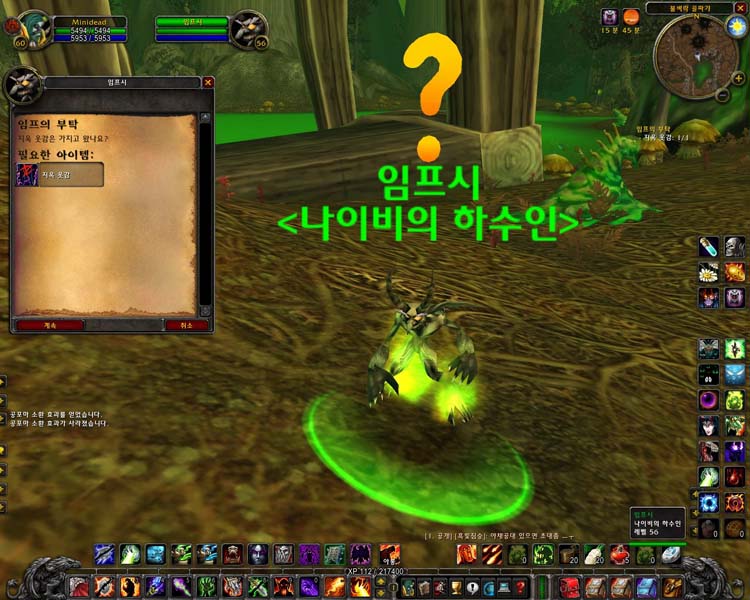 Minidead
5494 / 5494
5953 / 5953
60
임프시
56
15 분 45 분
N
임프시
임프의 부탁
지옥 옷감은 가지고 왔나요?
필요한 아이템:
지옥 옷감
계속
취소
임프시
<나이비의 하수인>
임프의 부탁
지옥 옷감: 1/1
공포마 소환 효과를 얻었습니다.
공포마 소환 효과가 사라졌습니다.
임프시
나이비의 하수인
레벨 56
XP 112 / 217400